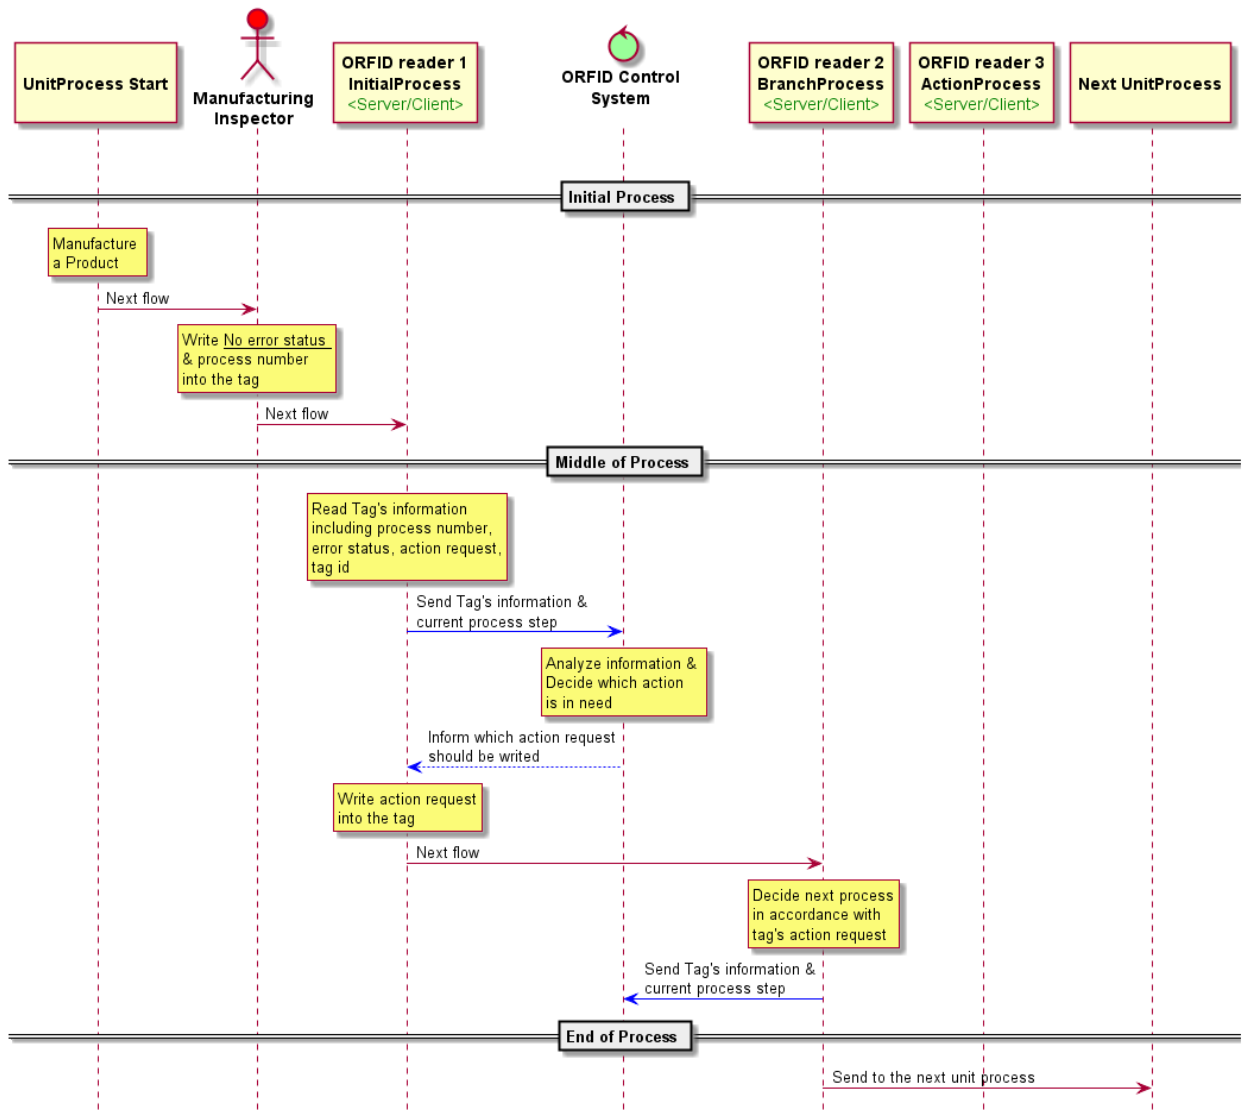 UnitProcess Start
Manufacturing
Inspector
ORFID reader 1
InitialProcess
<Server/Client>
ORFID Control
System
ORFID reader 2
BranchProcess
<Server/Client>
ORFID reader 3
ActionProcess
<Server/Client>
Next UnitProcess
Initial Process
Manufacture
a Product
Next flow
Write No error status
& process number
into the tag
Next flow
Middle of Process
Read Tag's information
including process number,
error status, action request,
tag id
Send Tag's information &
current process step
Analyze information &
Decide which action
is in need
Inform which action request
should be writed
Write action request
into the tag
Next flow
Decide next process
in accordance with
tag's action request
Send Tag's information &
current process step
End of Process
Send to the next unit process